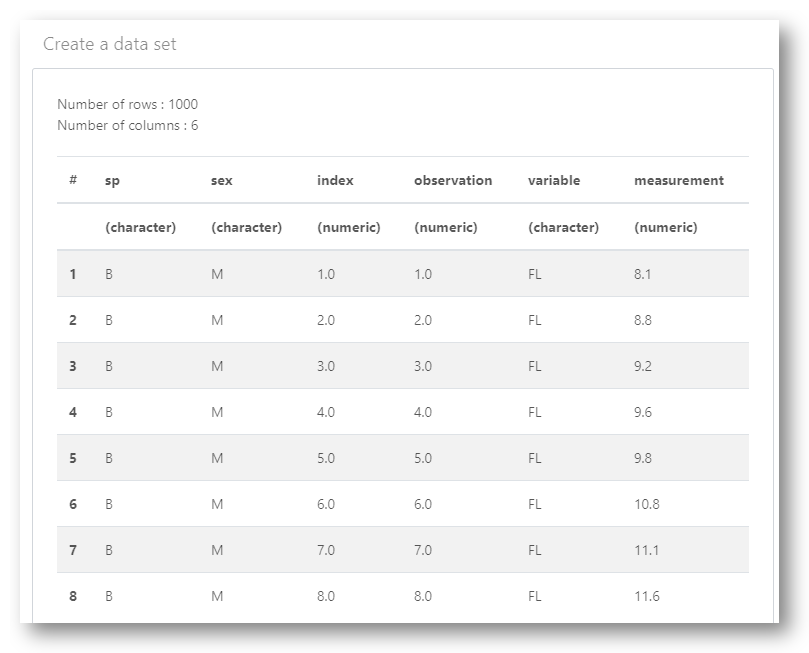 Create a data set
Number of rows : 1000
Number of columns : 6
# sp sex index observation variable measurement
(character) (character) (numeric) (numeric) (character) (numeric)
1 B M 1.0 1.0 FL 8.1
2 B M 2.0 2.0 FL 8.8
3 B M 3.0 3.0 FL 9.2
4 B M 4.0 4.0 FL 9.6
5 B M 5.0 5.0 FL 9.8
6 B M 6.0 6.0 FL 10.8
7 B M 7.0 7.0 FL 11.1
8 B M 8.0 8.0 FL 11.6